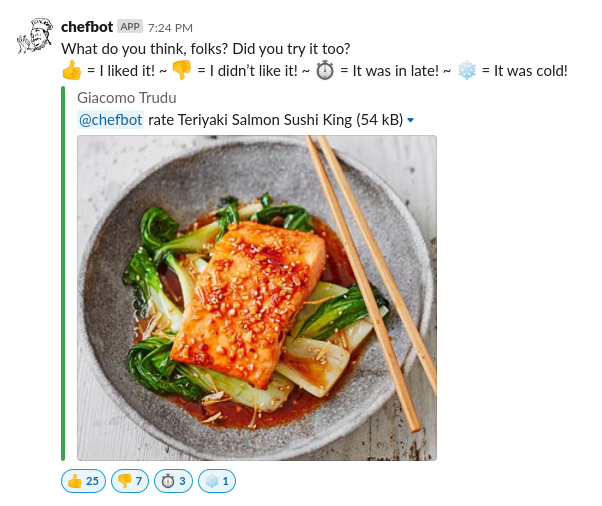 chefbot APP 7:24 PM
What do you think, folks? Did you try it too?
👍 = I liked it! ~ 👎 = I didn’t like it! ~ ⏱️ = It was in late! ~ ❄️ = It was cold!
Giacomo Trudu
@chefbot rate Teriyaki Salmon Sushi King (54 kB)
👍 25 👎 7 ⏱️ 3 ❄️ 1